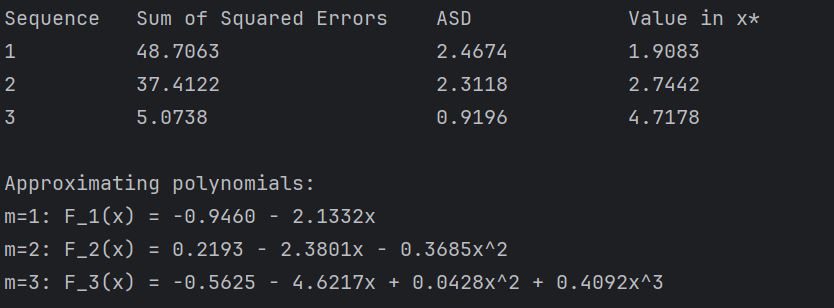 Sequence Sum of Squared Errors ASD Value in x*
1 48.7063 2.4674 1.9083
2 37.4122 2.3118 2.7442
3 5.0738 0.9196 4.7178
Approximating polynomials:
m=1: F_1(x) = -0.9460 - 2.1332x
m=2: F_2(x) = 0.2193 - 2.3801x - 0.3685x^2
m=3: F_3(x) = -0.5625 - 4.6217x + 0.0428x^2 + 0.4092x^3